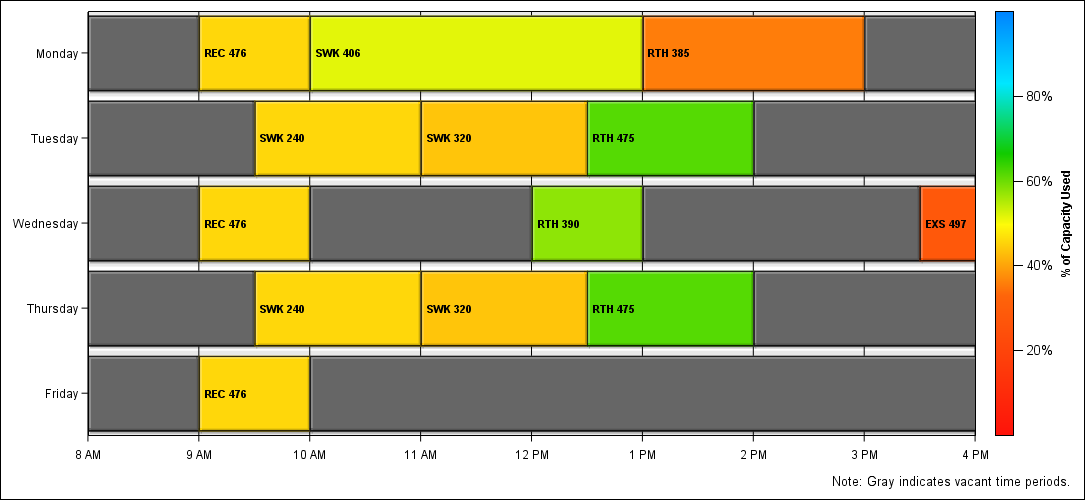 Monday REC 476 SWK 406 RTH 385
Tuesday SWK 240 SWK 320 RTH 475
Wednesday REC 476 RTH 390 EXS 497
Thursday SWK 240 SWK 320 RTH 475
Friday REC 476
8 AM 9 AM 10 AM 11 AM 12 PM 1 PM 2 PM 3 PM 4 PM
80%
60%
40%
20%
% of Capacity Used
Note: Gray indicates vacant time periods.